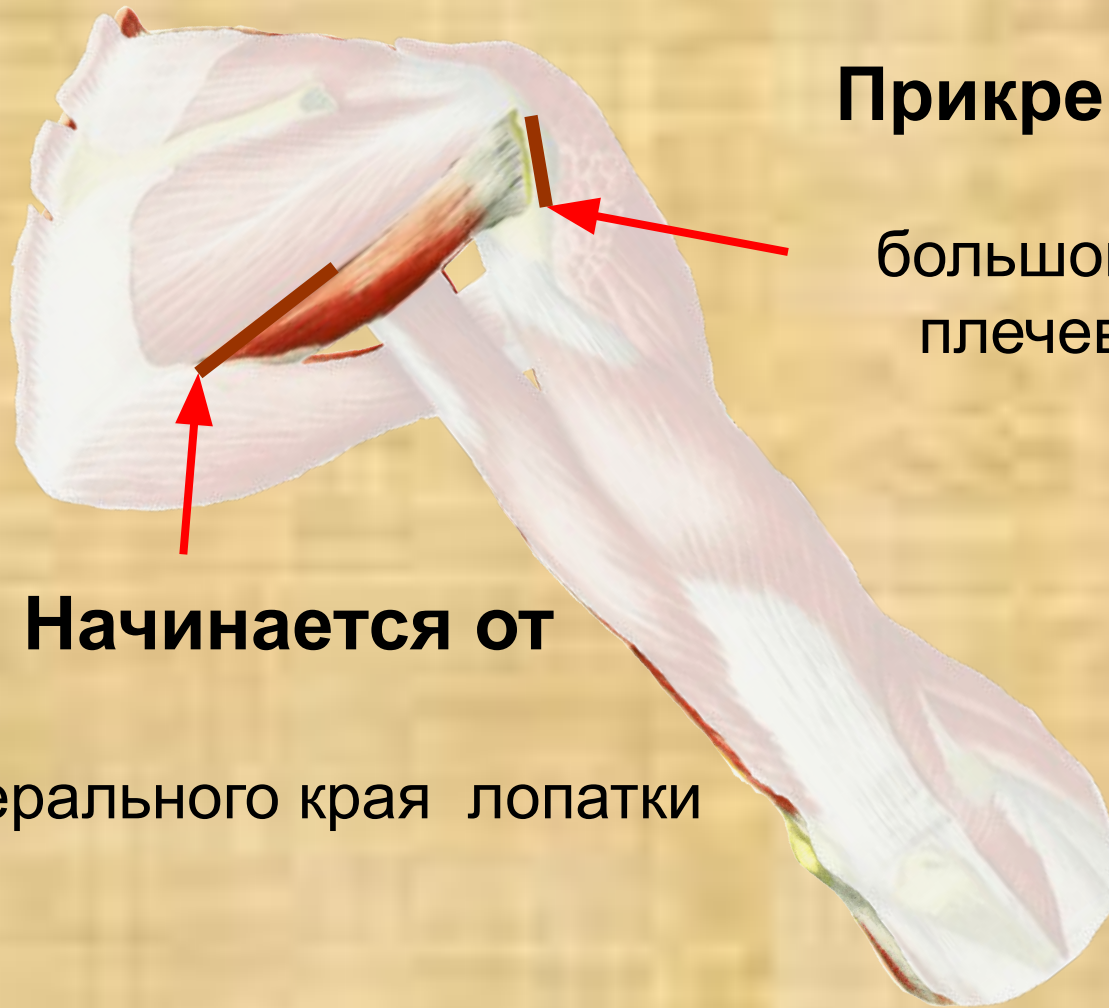 Прикре
большо
плечев
Начинается от
ерального края лопатки